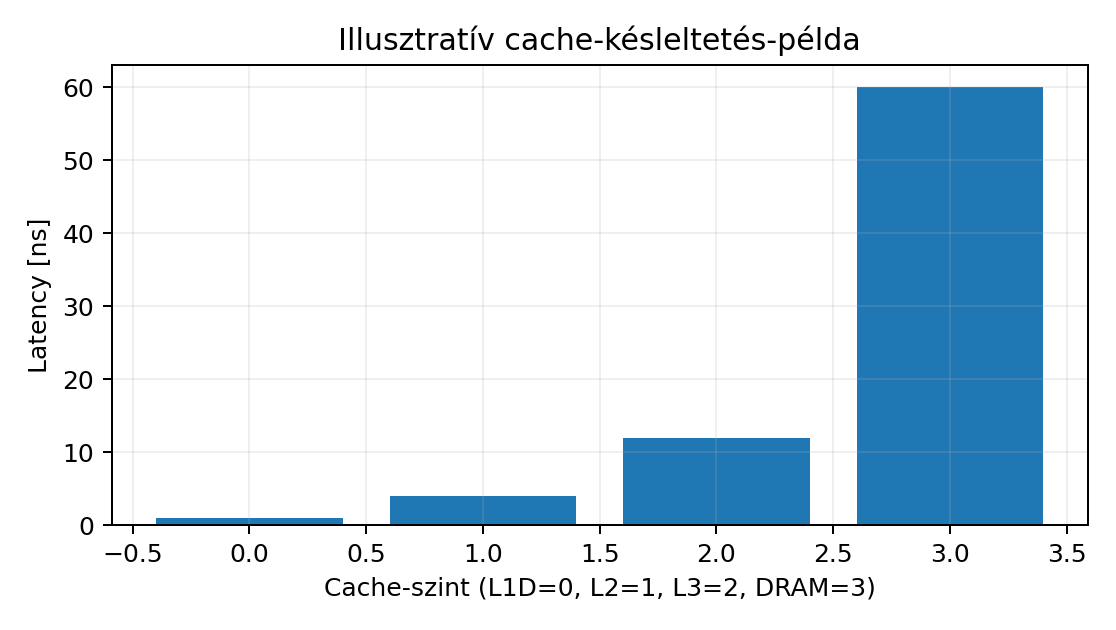 Illusztratív cache-késleltetés-példa
Latency [ns]
60
50
40
30
20
10
0
−0.5 0.0 0.5 1.0 1.5 2.0 2.5 3.0 3.5
Cache-szint (L1D=0, L2=1, L3=2, DRAM=3)